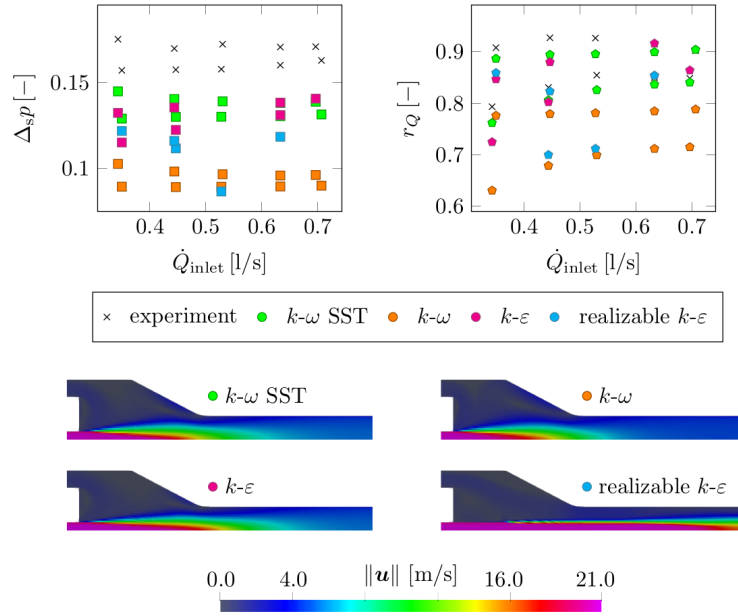 0.15
0.1
Δₛp [−]
0.4 0.5 0.6 0.7
Q̇inlet [l/s]
0.9
0.8
0.7
0.6
r_Q [−]
0.4 0.5 0.6 0.7
Q̇inlet [l/s]
× experiment k-ω SST k-ω k-ε realizable k-ε
k-ω SST
k-ω
k-ε
realizable k-ε
‖u‖ [m/s]
0.0 4.0 16.0 21.0